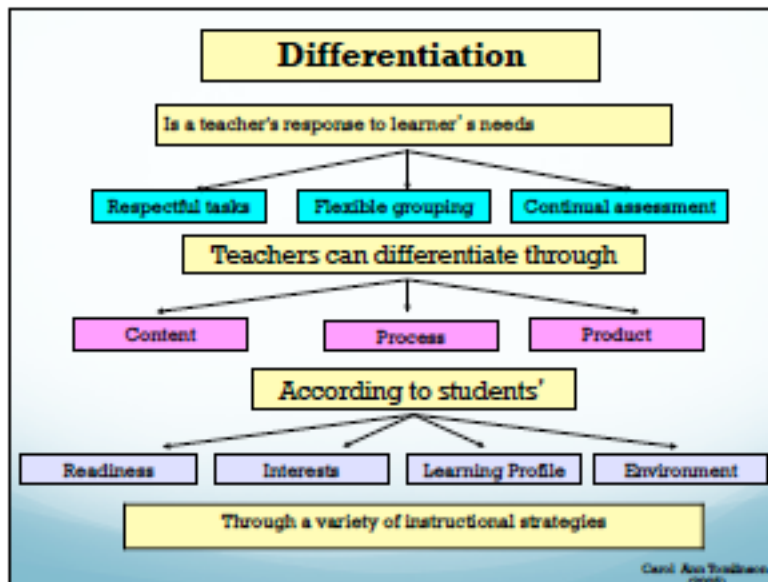 Differentiation
Is a teacher's response to learner's needs
Respectful tasks Flexible grouping Continual assessment
Teachers can differentiate through
Content Process Product
According to students'
Readiness Interests Learning Profile Environment
Through a variety of instructional strategies
Carol Ann Tomlinson